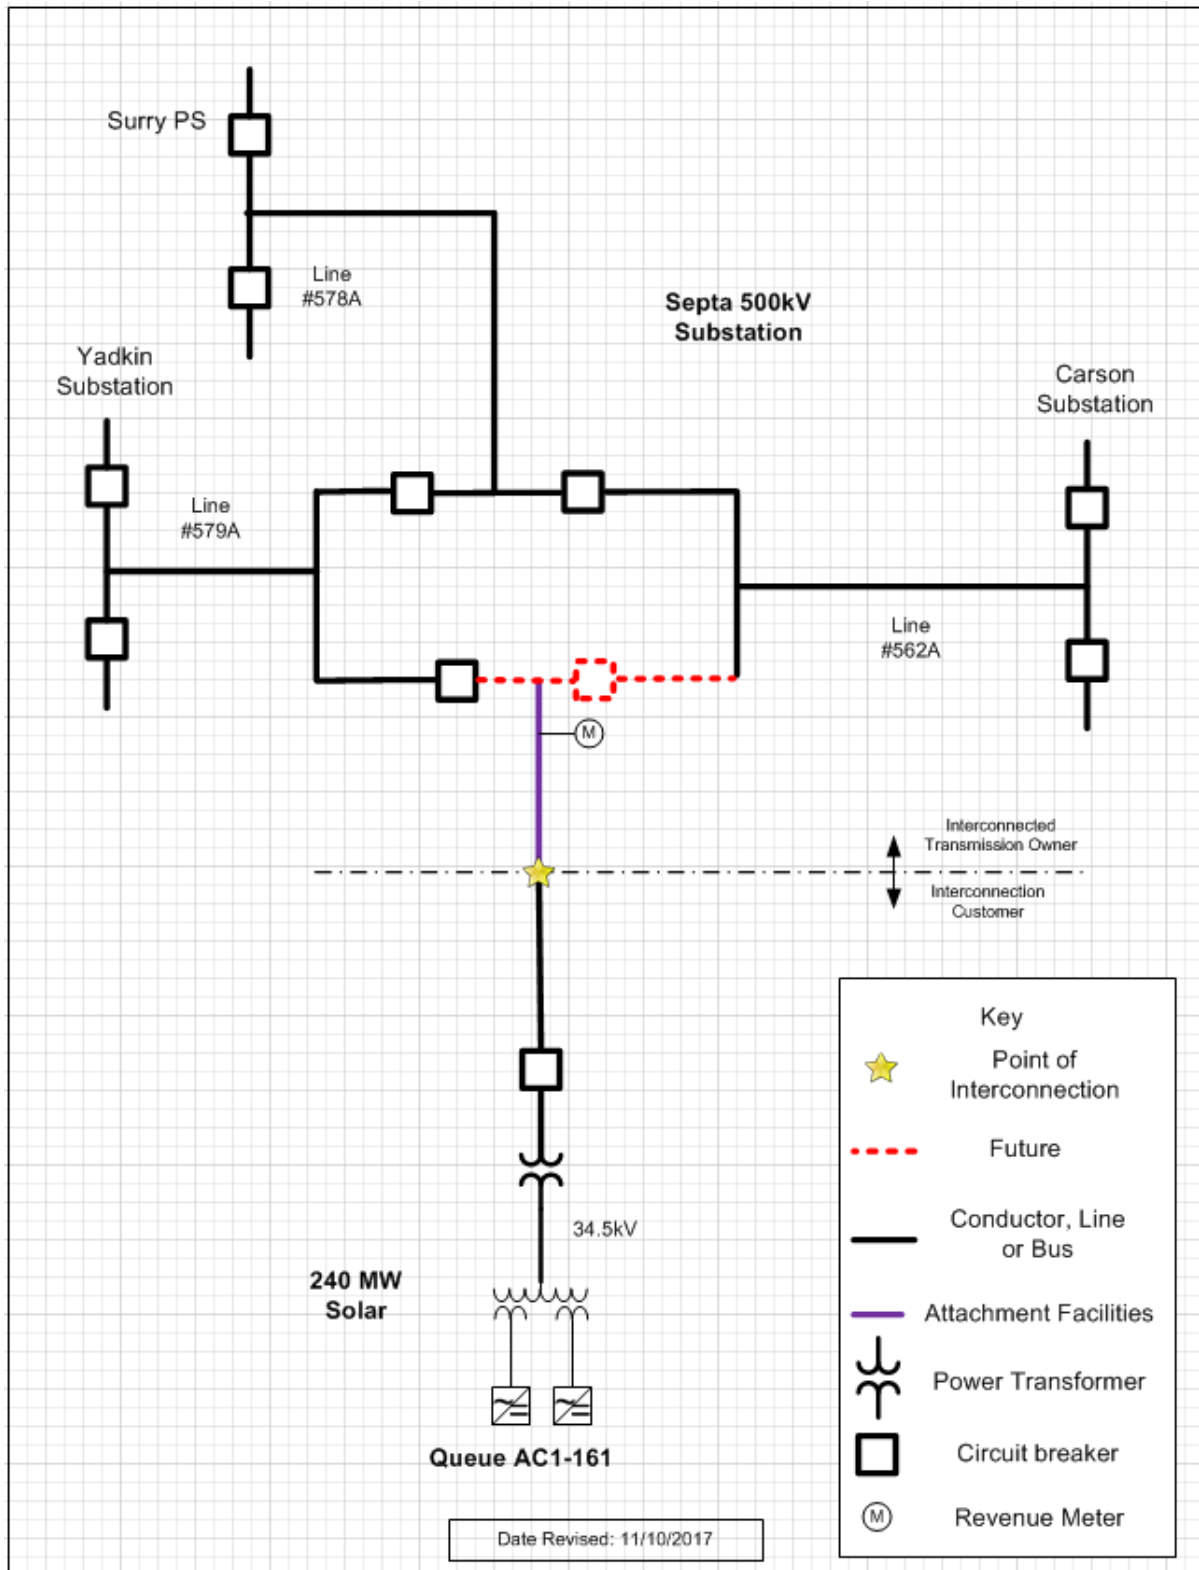 Surry PS
Line
#578A
Septa 500kV
Substation
Yadkin
Substation
Carson
Substation
Line
#579A
Line
#562A
M
Interconnected
Transmission Owner
Interconnection
Customer
Key
Point of
Interconnection
Future
Conductor, Line
or Bus
Attachment Facilities
Power Transformer
Circuit breaker
M
Revenue Meter
34.5kV
240 MW
Solar
Queue AC1-161
Date Revised: 11/10/2017